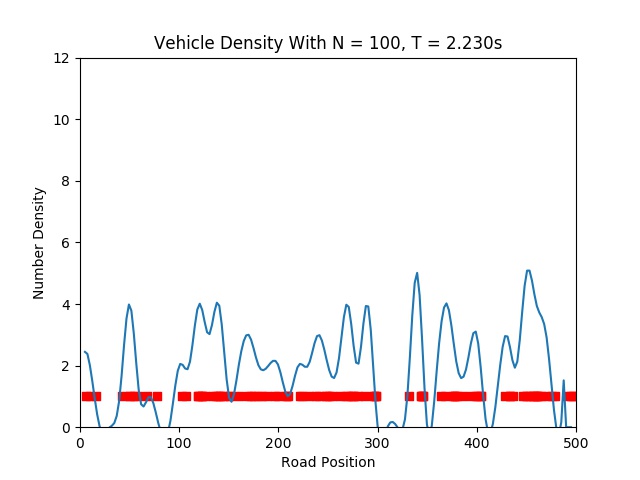 Vehicle Density With N = 100, T = 2.230s
12
10
8
6
4
2
0
Number Density
0 100 200 300 400 500
Road Position